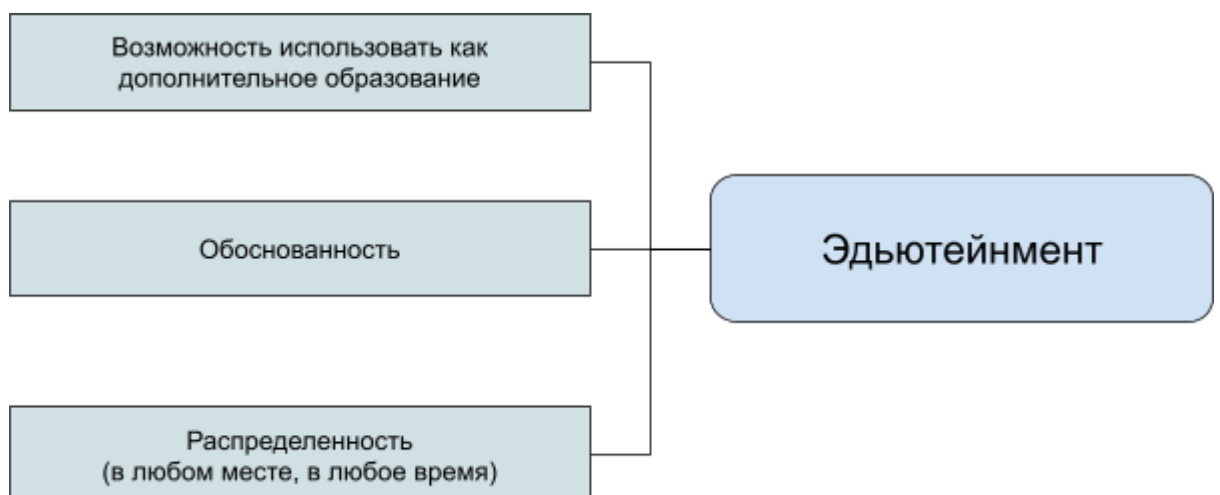 Возможность использовать как
дополнительное образование
Обоснованность
Эдьютейнмент
Распределенность
(в любом месте, в любое время)